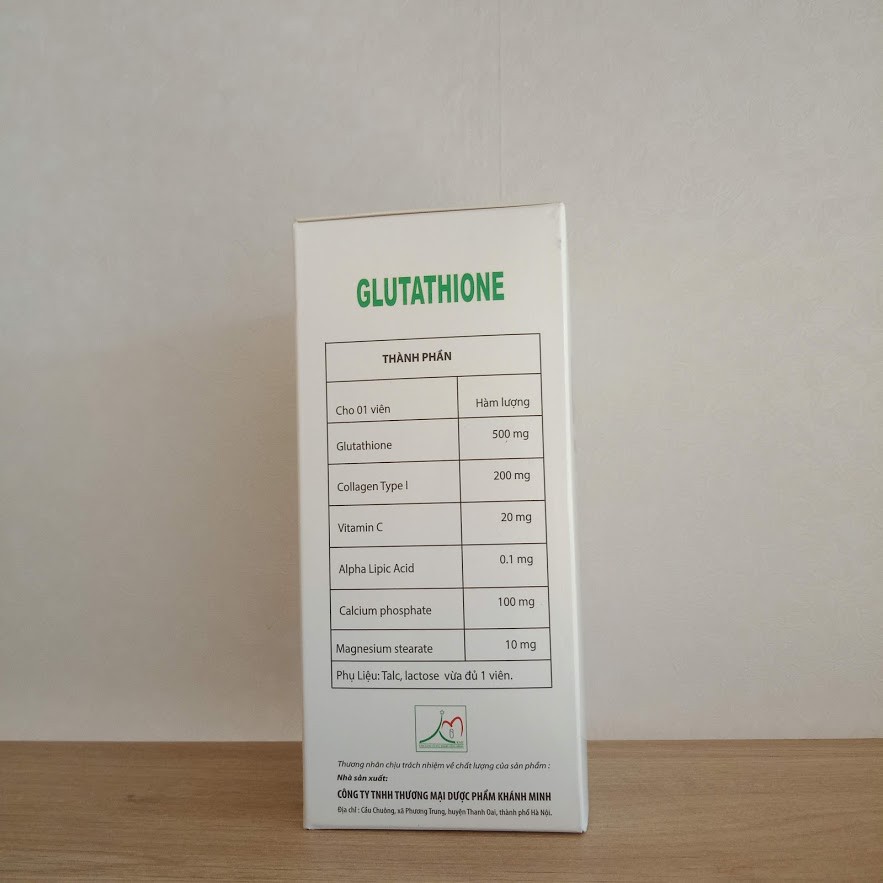 GLUTATHIONE
THÀNH PHẦN
Cho 01 viên Hàm lượng
Glutathione 500 mg
Collagen Type I 200 mg
Vitamin C 20 mg
Alpha Lipic Acid 0.1 mg
Calcium phosphate 100 mg
Magnesium stearate 10 mg
Phụ Liệu: Talc, lactose vừa đủ 1 viên.
Thương nhân chịu trách nhiệm về chất lượng của sản phẩm :
Nhà sản xuất:
CÔNG TY TNHH THƯƠNG MẠI DƯỢC PHẨM KHÁNH MINH
Địa chỉ : Cầu Chuông, xã Phương Trung, huyện Thanh Oai, thành phố Hà Nội.